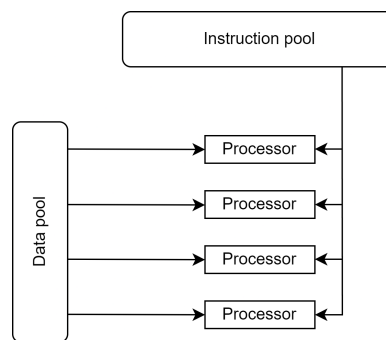 Instruction pool
Data pool
Processor
Processor
Processor
Processor